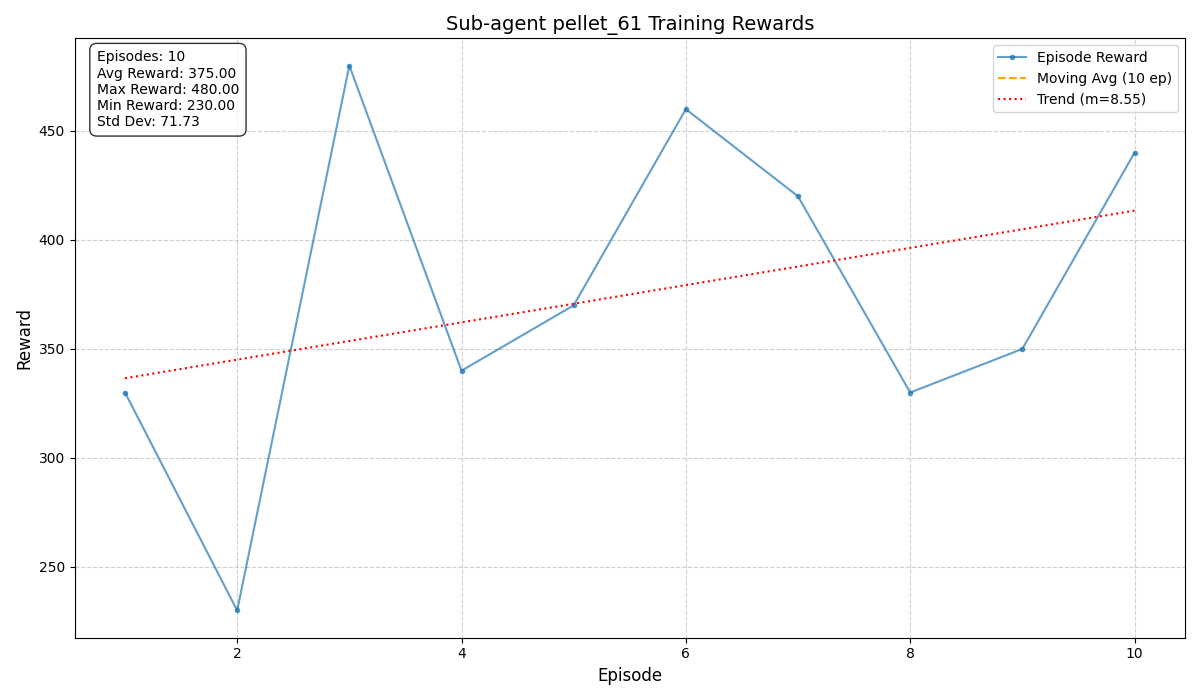 Sub-agent pellet_61 Training Rewards
Episodes: 10
Avg Reward: 375.00
Max Reward: 480.00
Min Reward: 230.00
Std Dev: 71.73
Episode Reward
Moving Avg (10 ep)
Trend (m=8.55)
450
400
350
300
250
Reward
2
4
6
8
10
Episode